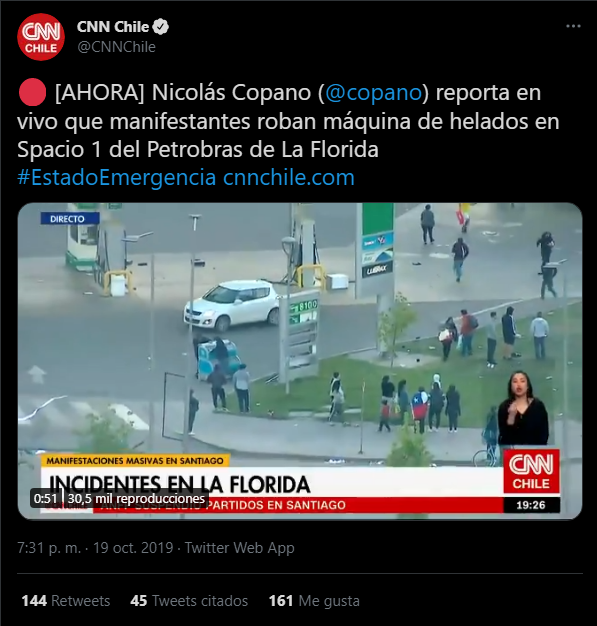 CNN Chile
CNN
CHILE
@CNNChile
[AHORA] Nicolás Copano (@copano) reporta en
vivo que manifestantes roban máquina de helados en
Spacio 1 del Petrobras de La Florida
#EstadoEmergencia cnnchile.com
DIRECTO
LUBRAX
MANIFESTACIONES MASIVAS EN SANTIAGO
INCIDENTES EN LA FLORIDA
0:51 | 30,5 mil reproducciones
PARTIDOS EN SANTIAGO
CNN
CHILE
19:26
7:31 p. m. · 19 oct. 2019 · Twitter Web App
144 Retweets 45 Tweets citados 161 Me gusta